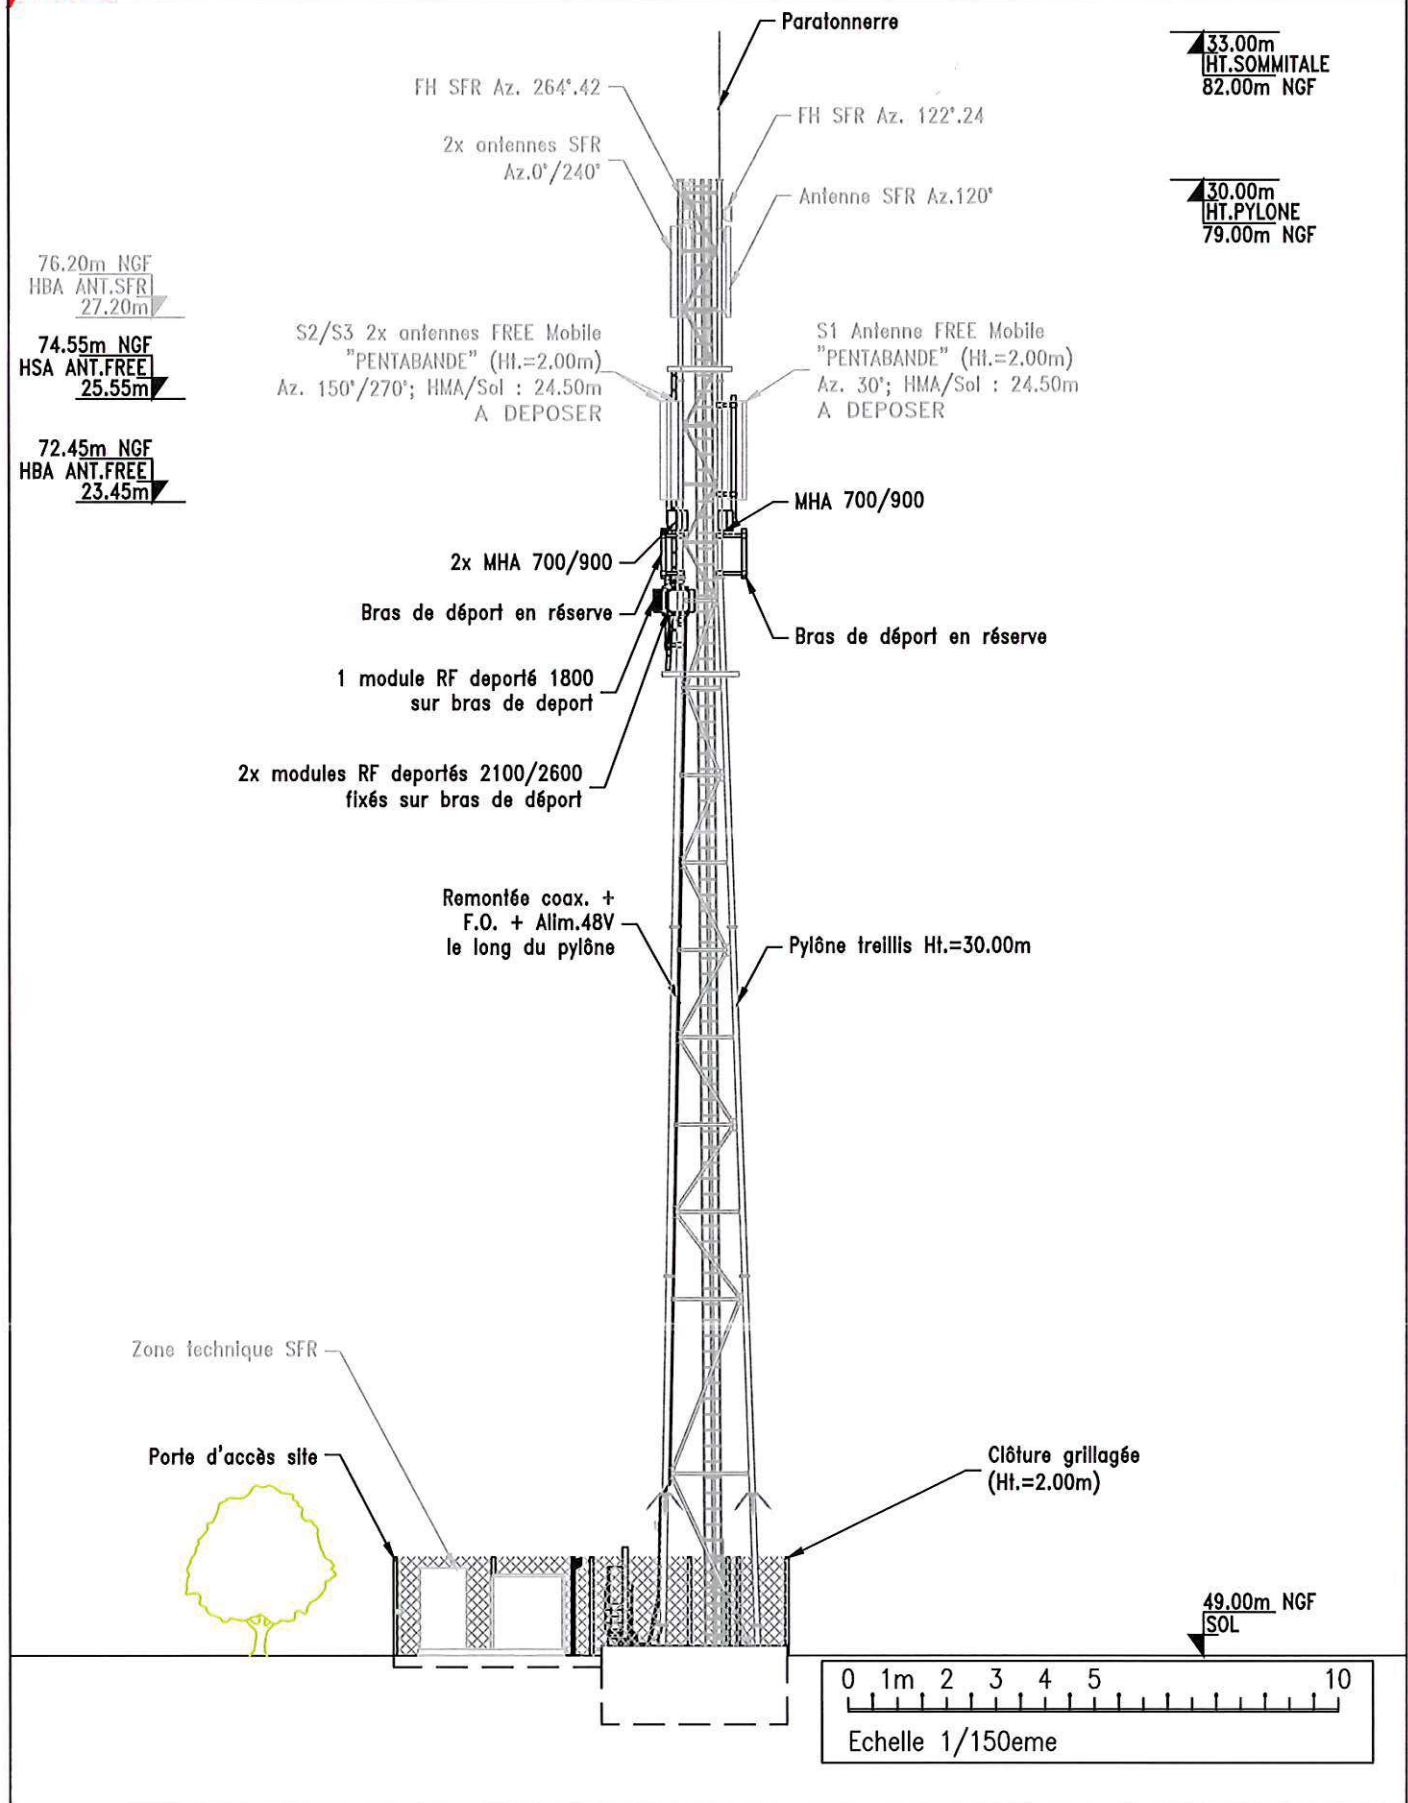 Paratonnerre
33.00m
HT.SOMMITALE
82.00m NGF
FH SFR Az. 264°.42
FH SFR Az. 122°.24
2x antennes SFR
Az.0°/240°
Antenne SFR Az.120°
30.00m
HT.PYLONE
79.00m NGF
76.20m NGF
HBA ANT.SFR
27.20m
74.55m NGF
HSA ANT.FREE
25.55m
72.45m NGF
HBA ANT.FREE
23.45m
S2/S3 2x antennes FREE Mobile
"PENTABANDE" (Ht.=2.00m)
Az. 150°/270°; HMA/Sol : 24.50m
A DEPOSER
S1 Antenne FREE Mobile
"PENTABANDE" (Ht.=2.00m)
Az. 30°; HMA/Sol : 24.50m
A DEPOSER
MHA 700/900
2x MHA 700/900
Bras de déport en réserve
Bras de déport en réserve
1 module RF deporté 1800
sur bras de deport
2x modules RF deportés 2100/2600
fixés sur bras de déport
Remontée coax. +
F.O. + Alim.48V
le long du pylône
Pylône treillis Ht.=30.00m
Zone technique SFR
Porte d'accès site
Clôture grillagée
(Ht.=2.00m)
49.00m NGF
SOL
0 1m 2 3 4 5 10
Echelle 1/150eme